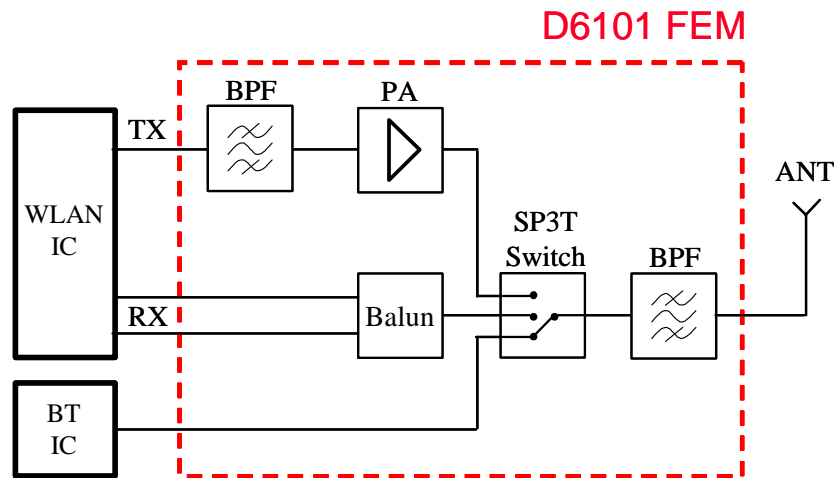 D6101 FEM
BPF
PA
TX
ANT
WLAN
IC
SP3T
Switch
BPF
RX
Balun
BT
IC